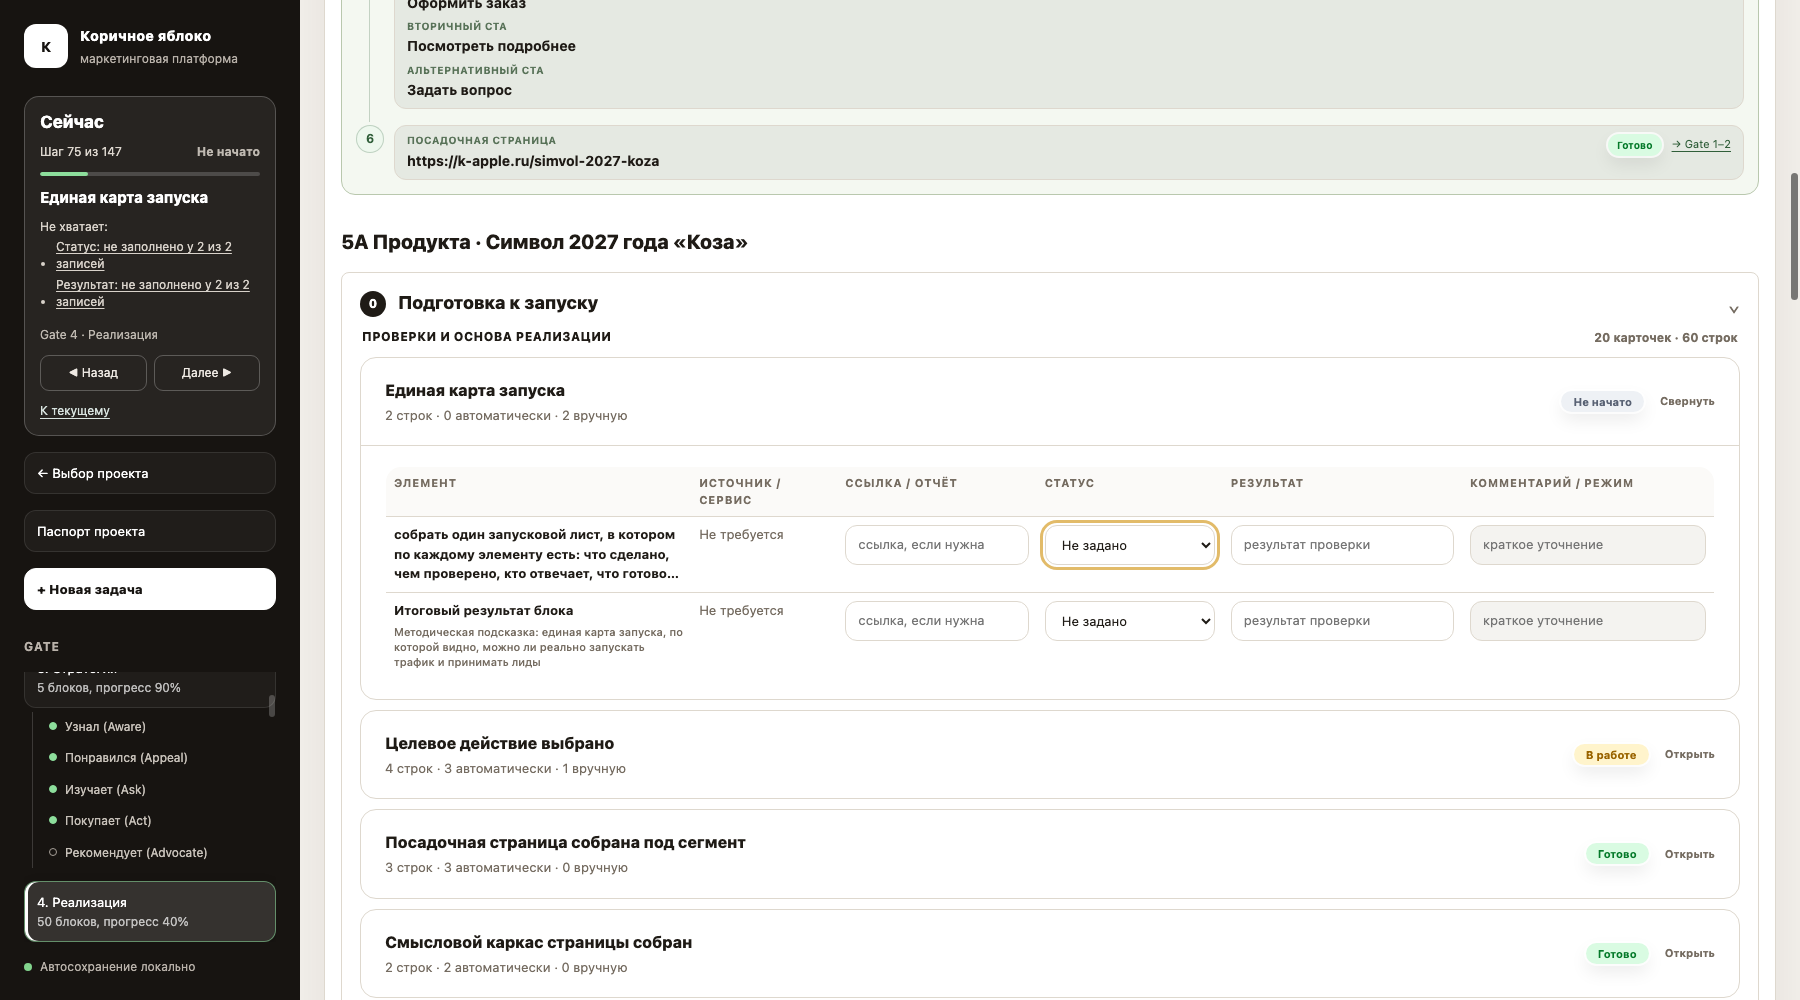 К
Коричное яблоко
маркетинговая платформа
Сейчас
Шаг 75 из 147
Не начато
Единая карта запуска
Не хватает:
Статус: не заполнено у 2 из 2
записей
Результат: не заполнено у 2 из 2
записей
Gate 4 · Реализация
◀ Назад
Далее ▶
К текущему
← Выбор проекта
Паспорт проекта
+ Новая задача
GATE
5 блоков, прогресс 90%
Узнал (Aware)
Понравился (Appeal)
Изучает (Ask)
Покупает (Act)
Рекомендует (Advocate)
4. Реализация
50 блоков, прогресс 40%
Автосохранение локально
Оформить заказ
ВТОРИЧНЫЙ CTA
Посмотреть подробнее
АЛЬТЕРНАТИВНЫЙ CTA
Задать вопрос
6
ПОСАДОЧНАЯ СТРАНИЦА
https://k-apple.ru/simvol-2027-koza
Готово
→ Gate 1–2
5А Продукта · Символ 2027 года «Коза»
0
Подготовка к запуску
ПРОВЕРКИ И ОСНОВА РЕАЛИЗАЦИИ
20 карточек · 60 строк
Единая карта запуска
2 строк · 0 автоматически · 2 вручную
Не начато
Свернуть
ЭЛЕМЕНТ
ИСТОЧНИК /
СЕРВИС
ССЫЛКА / ОТЧЁТ
СТАТУС
РЕЗУЛЬТАТ
КОММЕНТАРИЙ / РЕЖИМ
собрать один запусковой лист, в котором
по каждому элементу есть: что сделано,
чем проверено, кто отвечает, что готово...
Не требуется
ссылка, если нужна
Не задано
результат проверки
краткое уточнение
Итоговый результат блока
Методическая подсказка: единая карта запуска, по
которой видно, можно ли реально запускать
трафик и принимать лиды
Не требуется
ссылка, если нужна
Не задано
результат проверки
краткое уточнение
Целевое действие выбрано
4 строк · 3 автоматически · 1 вручную
В работе
Открыть
Посадочная страница собрана под сегмент
3 строк · 3 автоматически · 0 вручную
Готово
Открыть
Смысловой каркас страницы собран
2 строк · 2 автоматически · 0 вручную
Готово
Открыть